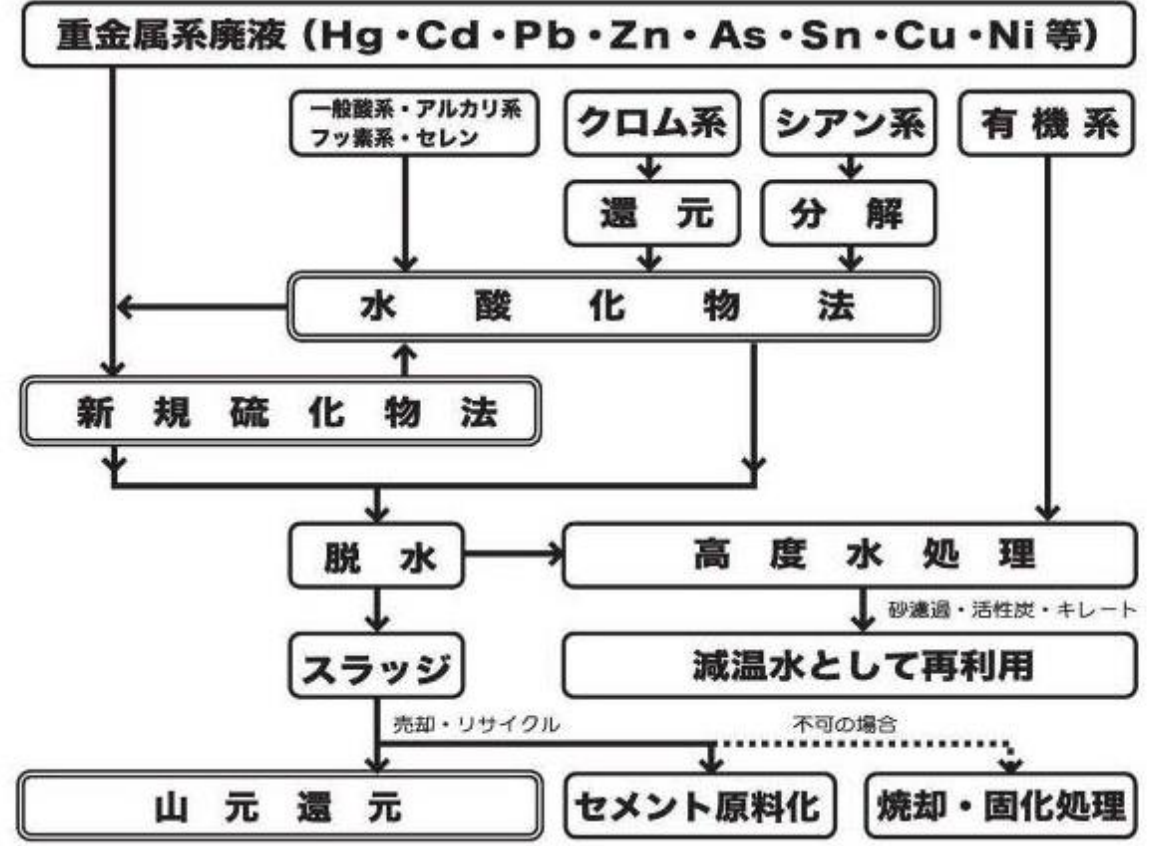 重金属系廃液(Hg・Cd・Pb・Zn・As・Sn・Cu・Ni等)
一般酸系・アルカリ系
フッ素系・セレン
クロム系
シアン系
有機系
還元
分解
水酸化物法
新規硫化物法
脱水
高度水処理
砂濾過・活性炭・キレート
スラッジ
減温水として再利用
売却・リサイクル
不可の場合
山元還元
セメント原料化
焼却・固化処理